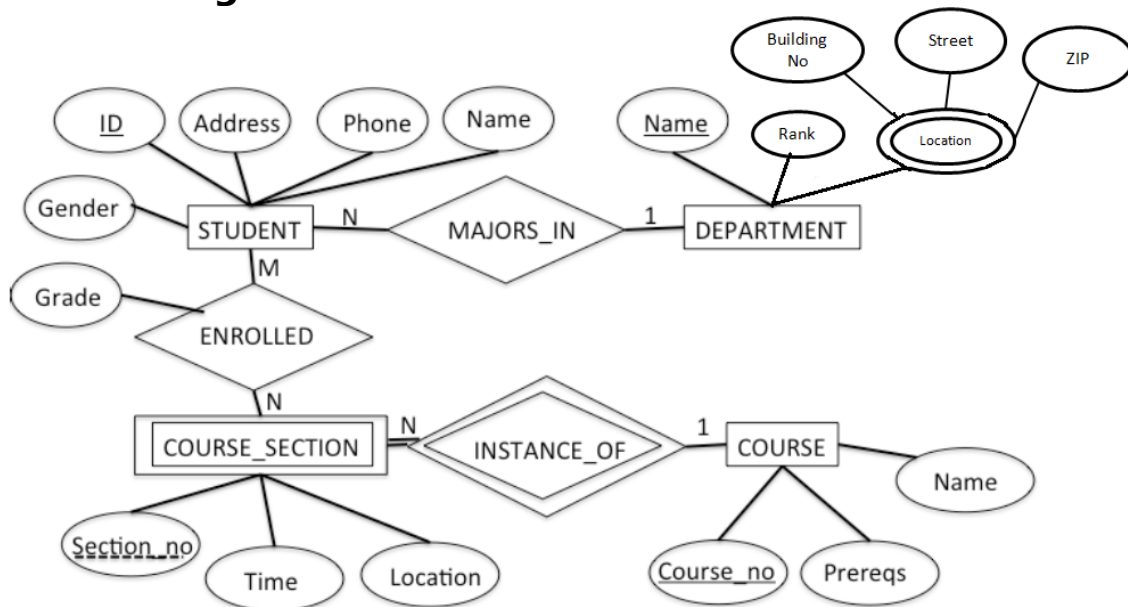 g
Building
No
Street
ZIP
ID
Address
Phone
Name
Name
Rank
Location
Gender
STUDENT
N
MAJORS_IN
1
DEPARTMENT
M
Grade
ENROLLED
N
COURSE_SECTION
N
INSTANCE_OF
1
COURSE
Name
Section_no
Time
Location
Course_no
Prereqs